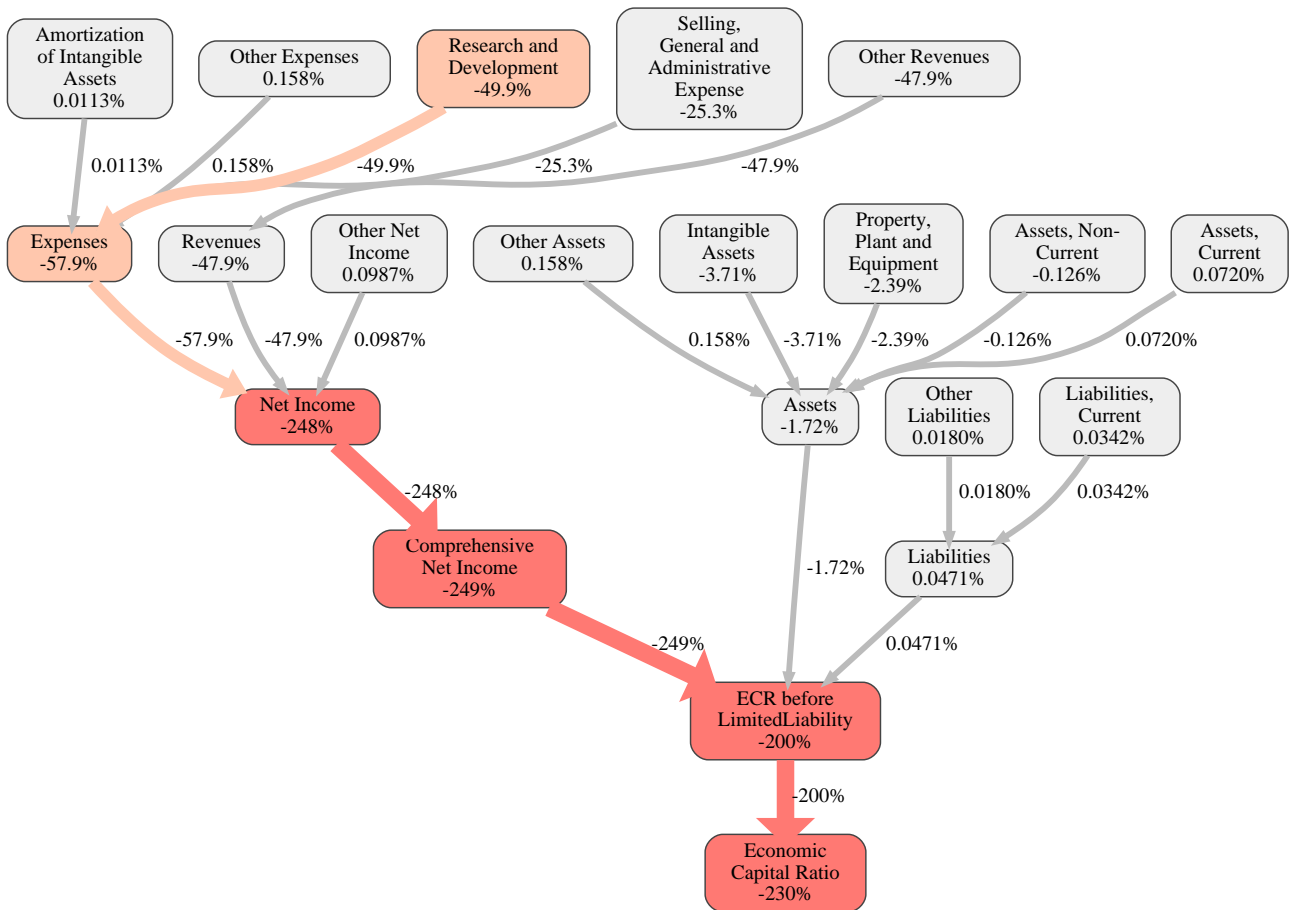 Amortization
of Intangible
Assets
0.0113%
Other Expenses
0.158%
Research and
Development
-49.9%
Selling,
General and
Administrative
Expense
-25.3%
Other Revenues
-47.9%
0.0113%
0.158%
-49.9%
-25.3%
-47.9%
Expenses
-57.9%
Revenues
-47.9%
Other Net
Income
0.0987%
Other Assets
0.158%
Intangible
Assets
-3.71%
Property,
Plant and
Equipment
-2.39%
Assets, Non-
Current
-0.126%
Assets,
Current
0.0720%
-57.9%
-47.9%
0.0987%
0.158%
-3.71%
-2.39%
-0.126%
0.0720%
Net Income
-248%
Assets
-1.72%
Other
Liabilities
0.0180%
Liabilities,
Current
0.0342%
-248%
0.0180%
0.0342%
Comprehensive
Net Income
-249%
-1.72%
Liabilities
0.0471%
-249%
0.0471%
ECR before
LimitedLiability
-200%
-200%
Economic
Capital Ratio
-230%